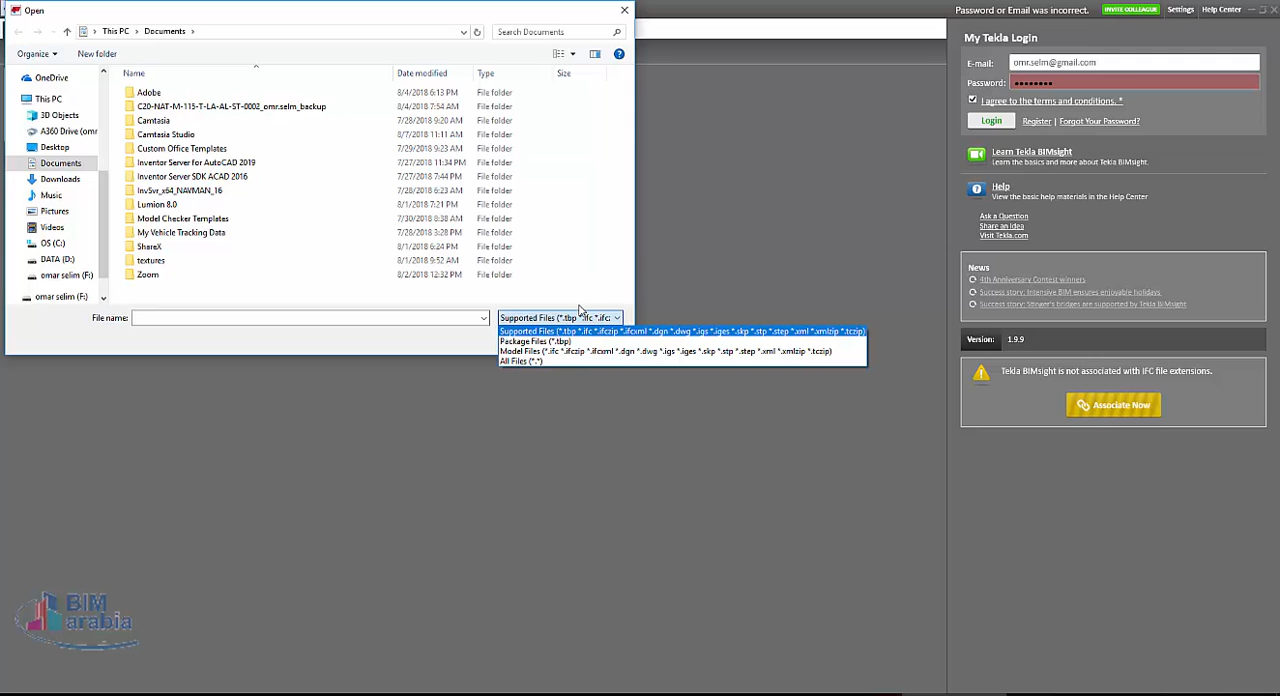 Open
This PC > Documents >
Search Documents
Organize
New folder
OneDrive
This PC
3D Objects
A360 Drive (omr
Desktop
Documents
Downloads
Music
Pictures
Videos
OS (C:)
DATA (D:)
omar selim (F:)
omar selim (F:)
Name Date modified Type Size
Adobe 8/4/2018 6:13 PM File folder
C20-NAT-M-115-T-LA-AL-ST-0002_omr.selm_backup 8/4/2018 7:54 AM File folder
Camtasia 7/28/2018 9:20 AM File folder
Camtasia Studio 8/7/2018 11:11 AM File folder
Custom Office Templates 7/29/2018 9:23 AM File folder
Inventor Server for AutoCAD 2019 7/27/2018 11:34 PM File folder
Inventor Server SDK ACAD 2016 7/27/2018 7:44 PM File folder
InvSvr_x64_NAVMAN_16 7/28/2018 6:23 AM File folder
Lumion 8.0 8/1/2018 7:21 PM File folder
Model Checker Templates 7/30/2018 8:38 AM File folder
My Vehicle Tracking Data 7/28/2018 3:28 PM File folder
ShareX 8/1/2018 6:24 PM File folder
textures 8/1/2018 9:52 AM File folder
Zoom 8/2/2018 12:32 PM File folder
File name:
Supported Files (*.tbp *.ifc *.ifc:
Supported Files (*.tbp *.ifc *.ifczip *.ifcxml *.dgn *.dwg *.igs *.iges *.skp *.stp *.step *.xml *.xmlzip *.tczip)
Package Files (*.tbp)
Model Files (*.ifc *.ifczip *.ifcxml *.dgn *.dwg *.igs *.iges *.skp *.stp *.step *.xml *.xmlzip *.tczip)
All Files (*.*)
Password or Email was incorrect.
INVITE COLLEAGUE
Settings
Help Center
My Tekla Login
E-mail: omr.selm@gmail.com
Password: ••••••••
I agree to the terms and conditions. *
Login
Register | Forgot Your Password?
Learn Tekla BIMsight
Learn the basics and more about Tekla BIMsight.
Help
View the basic help materials in the Help Center
Ask a Question
Share an Idea
Visit Tekla.com
News
4th Anniversary Contest winners
Success story: Intensive BIM ensures enjoyable holidays
Success story: Stinger's bridges are supported by Tekla BIMsight
Version: 1.9.9
Tekla BIMsight is not associated with IFC file extensions.
Associate Now
BIM
arabia